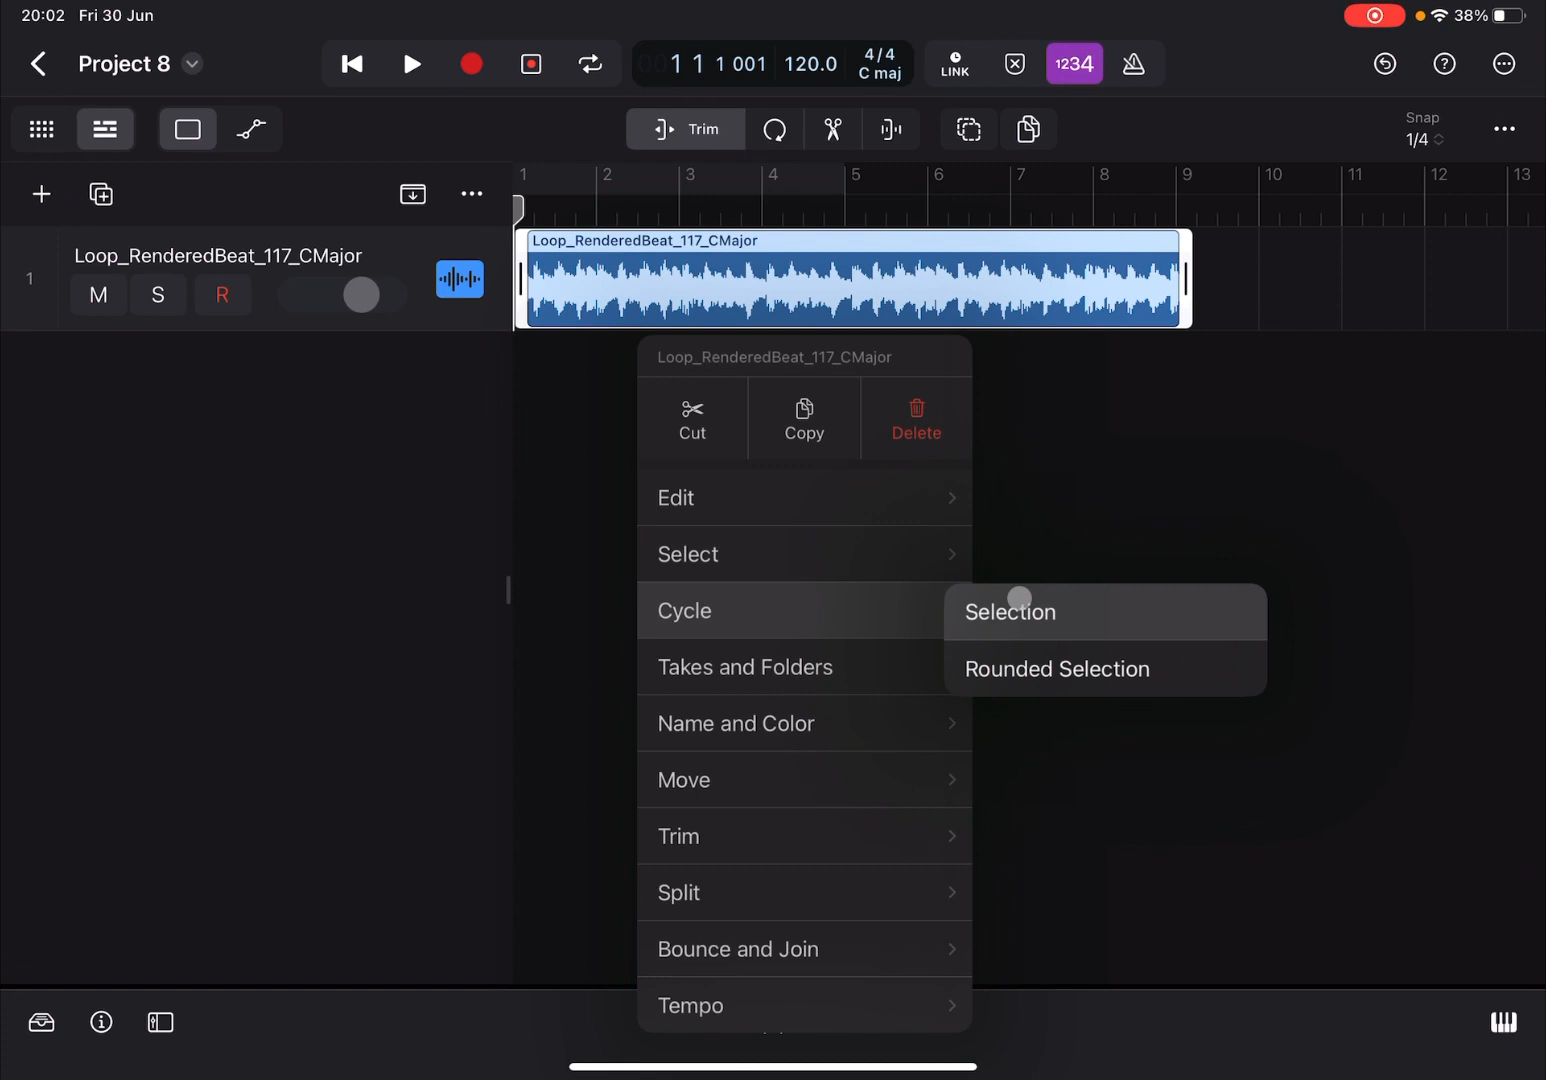 20:02 Fri 30 Jun
38%
Project 8
1 1 1 001 120.0 4/4 C maj
LINK
1234
Trim
Snap
1/4
1 2 3 4 5 6 7 8 9 10 11 12 13
1
Loop_RenderedBeat_117_CMajor
M S R
Loop_RenderedBeat_117_CMajor
Loop_RenderedBeat_117_CMajor
Cut Copy Delete
Edit
Select
Cycle
Selection
Takes and Folders
Rounded Selection
Name and Color
Move
Trim
Split
Bounce and Join
Tempo